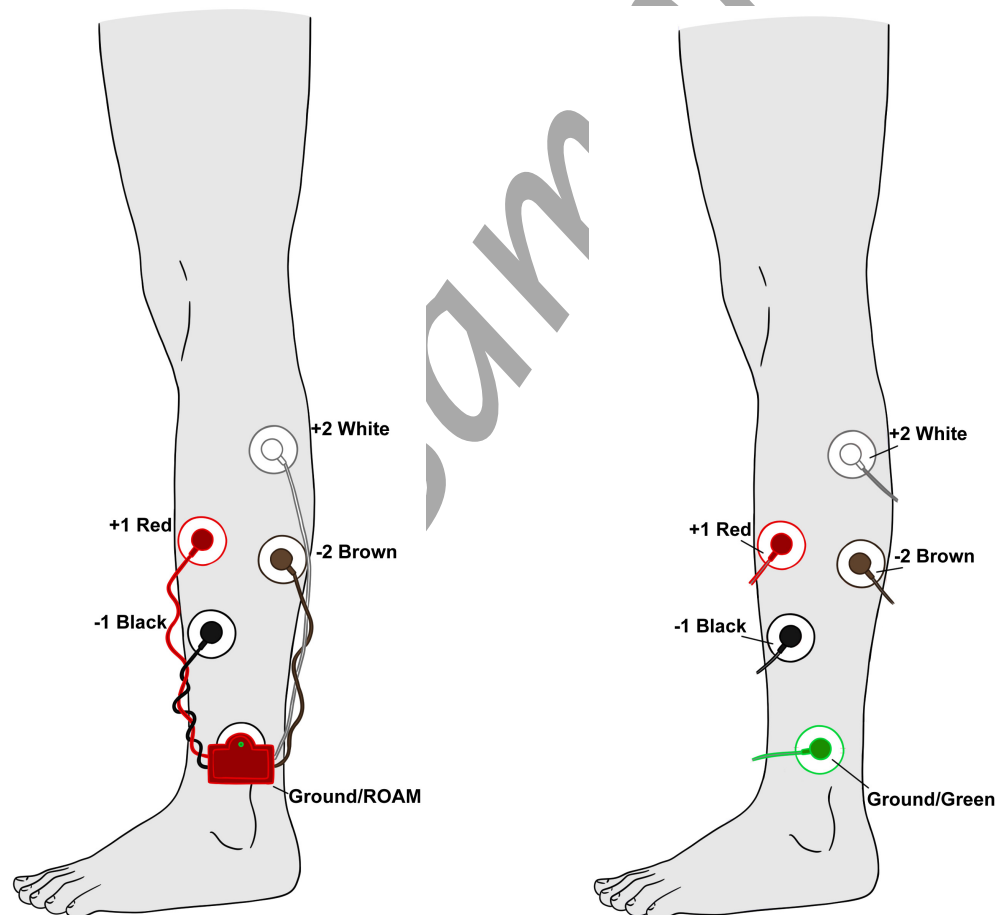 +2 White
+1 Red
-2 Brown
-1 Black
Ground/ROAM
+2 White
+1 Red
-2 Brown
-1 Black
Ground/Green